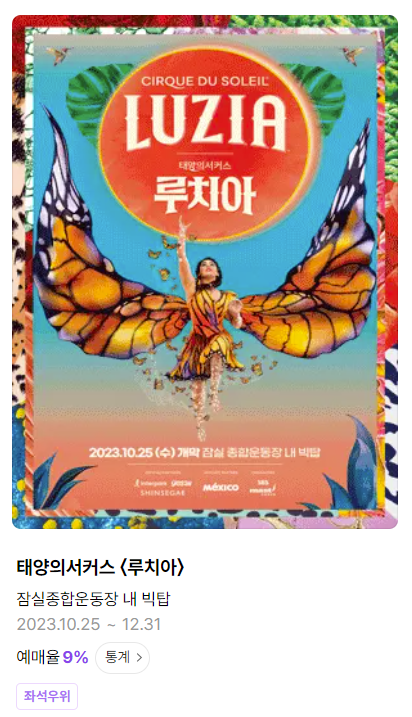 CIRQUE DU SOLEIL
LUZIA
태양의서커스
루치아
2023.10.25 (수) 개막 잠실 종합운동장 내 빅탑
SHINSEGAE
MÉXICO
태양의서커스 〈루치아〉
잠실종합운동장 내 빅탑
2023.10.25 ~ 12.31
예매율 9% 통계 >
좌석우위